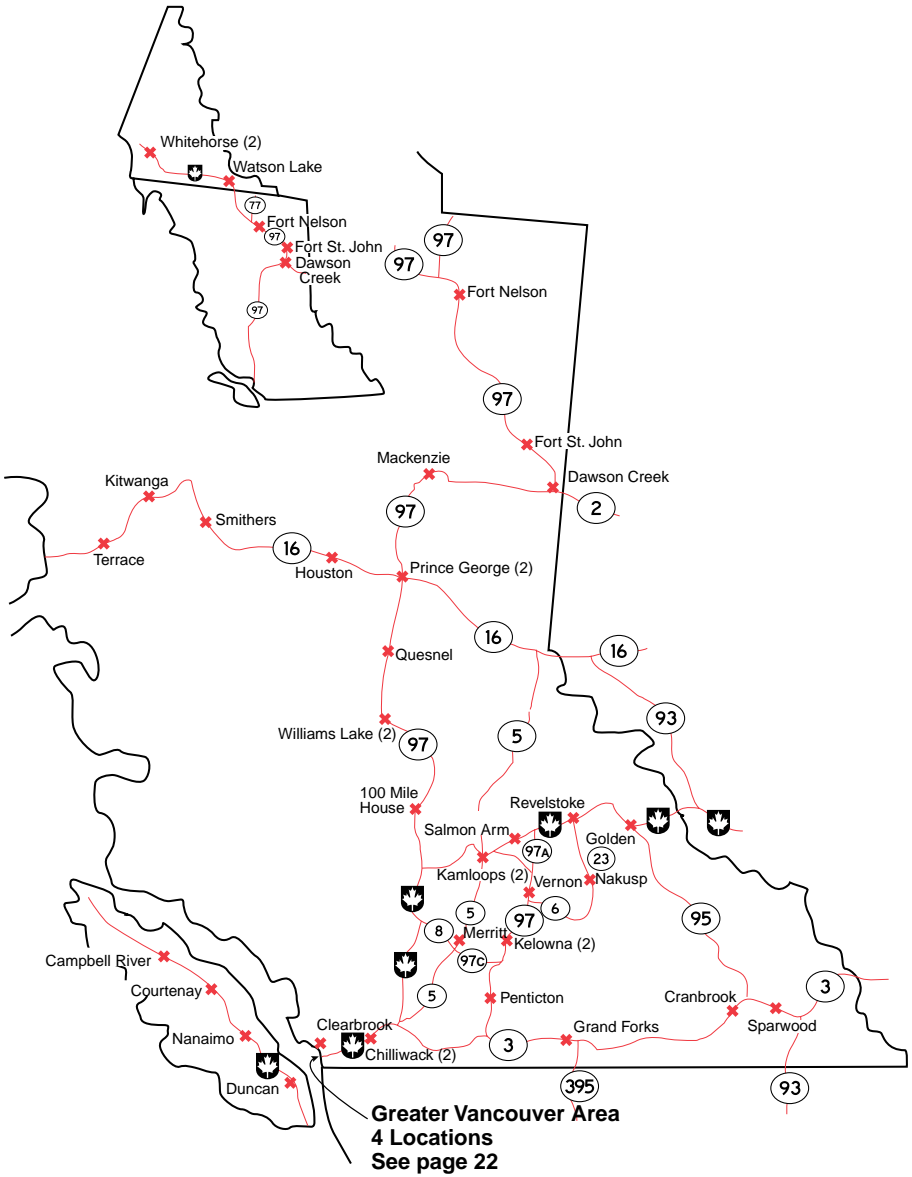 Whitehorse (2)
Watson Lake
77
Fort Nelson
97
Fort St. John
Dawson
Creek
97
97
97
Fort Nelson
97
Fort St. John
Mackenzie
Dawson Creek
Kitwanga
97
2
Smithers
16
Terrace
Houston
Prince George (2)
16
16
Quesnel
93
Williams Lake (2)
97
5
100 Mile
House
Revelstoke
Salmon Arm
Golden
97A
23
Kamloops (2)
Vernon
Nakusp
5
6
97
95
8
Merritt
Kelowna (2)
Campbell River
97C
3
Courtenay
5
Penticton
Cranbrook
Clearbrook
Sparwood
Nanaimo
Grand Forks
3
Chilliwack (2)
Duncan
395
93
Greater Vancouver Area
4 Locations
See page 22